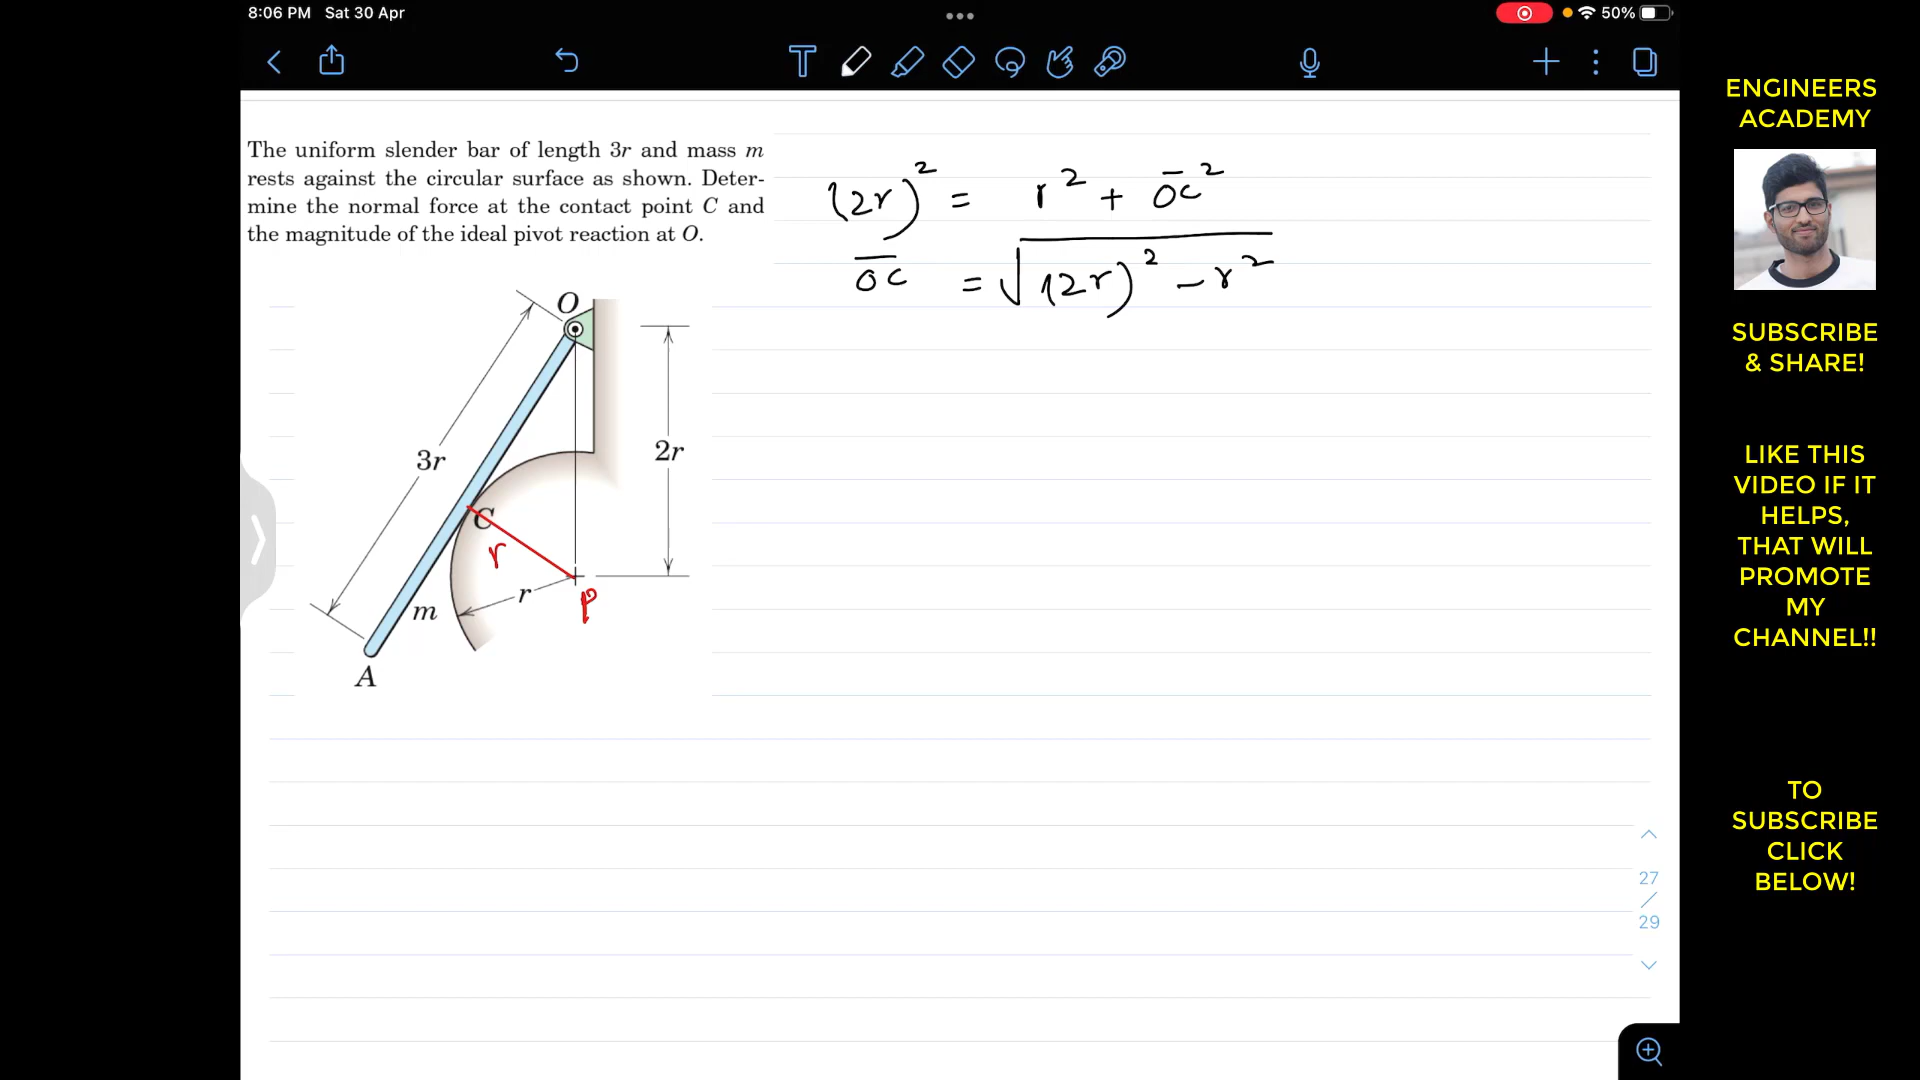 8:06 PM Sat 30 Apr
50%
The uniform slender bar of length 3r and mass m
rests against the circular surface as shown. Deter-
mine the normal force at the contact point C and
the magnitude of the ideal pivot reaction at O.
(2r)² = r² + O̅C̅²
O̅C̅ = √(2r)² - r²
O
3r
2r
C
r
r
P
m
A
27
/
29
ENGINEERS
ACADEMY
SUBSCRIBE
& SHARE!
LIKE THIS
VIDEO IF IT
HELPS,
THAT WILL
PROMOTE
MY
CHANNEL!!
TO
SUBSCRIBE
CLICK
BELOW!